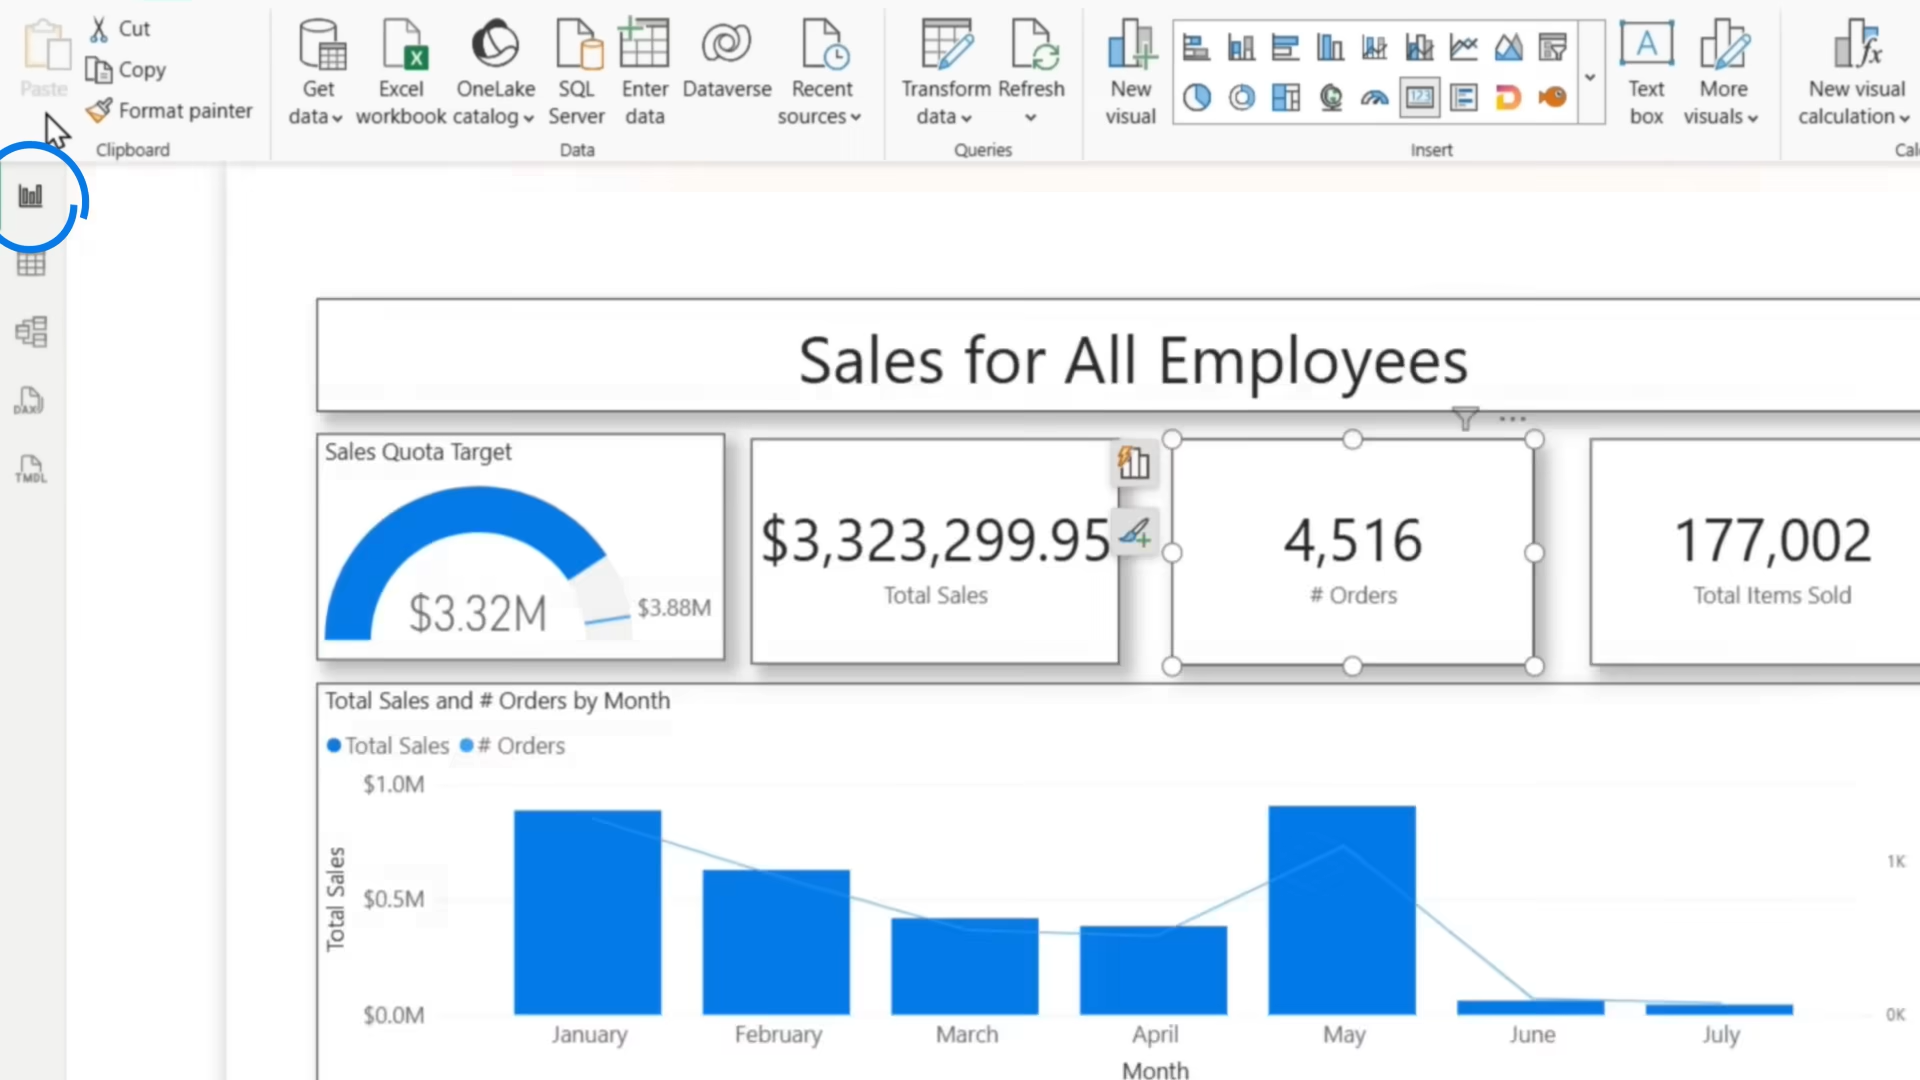 Paste
Cut
Copy
Format painter
Clipboard
Get data
Excel workbook
OneLake catalog
SQL Server
Enter data
Dataverse
Recent sources
Data
Transform data
Refresh
Queries
New visual
123
Insert
A
Text box
More visuals
fx
New visual calculation
Cal
DAX
TMDL
Sales for All Employees
Sales Quota Target
$3.32M
$3.88M
$3,323,299.95
Total Sales
4,516
# Orders
177,002
Total Items Sold
Total Sales and # Orders by Month
Total Sales # Orders
Total Sales
$1.0M
$0.5M
$0.0M
1K
0K
January February March April May June July
Month